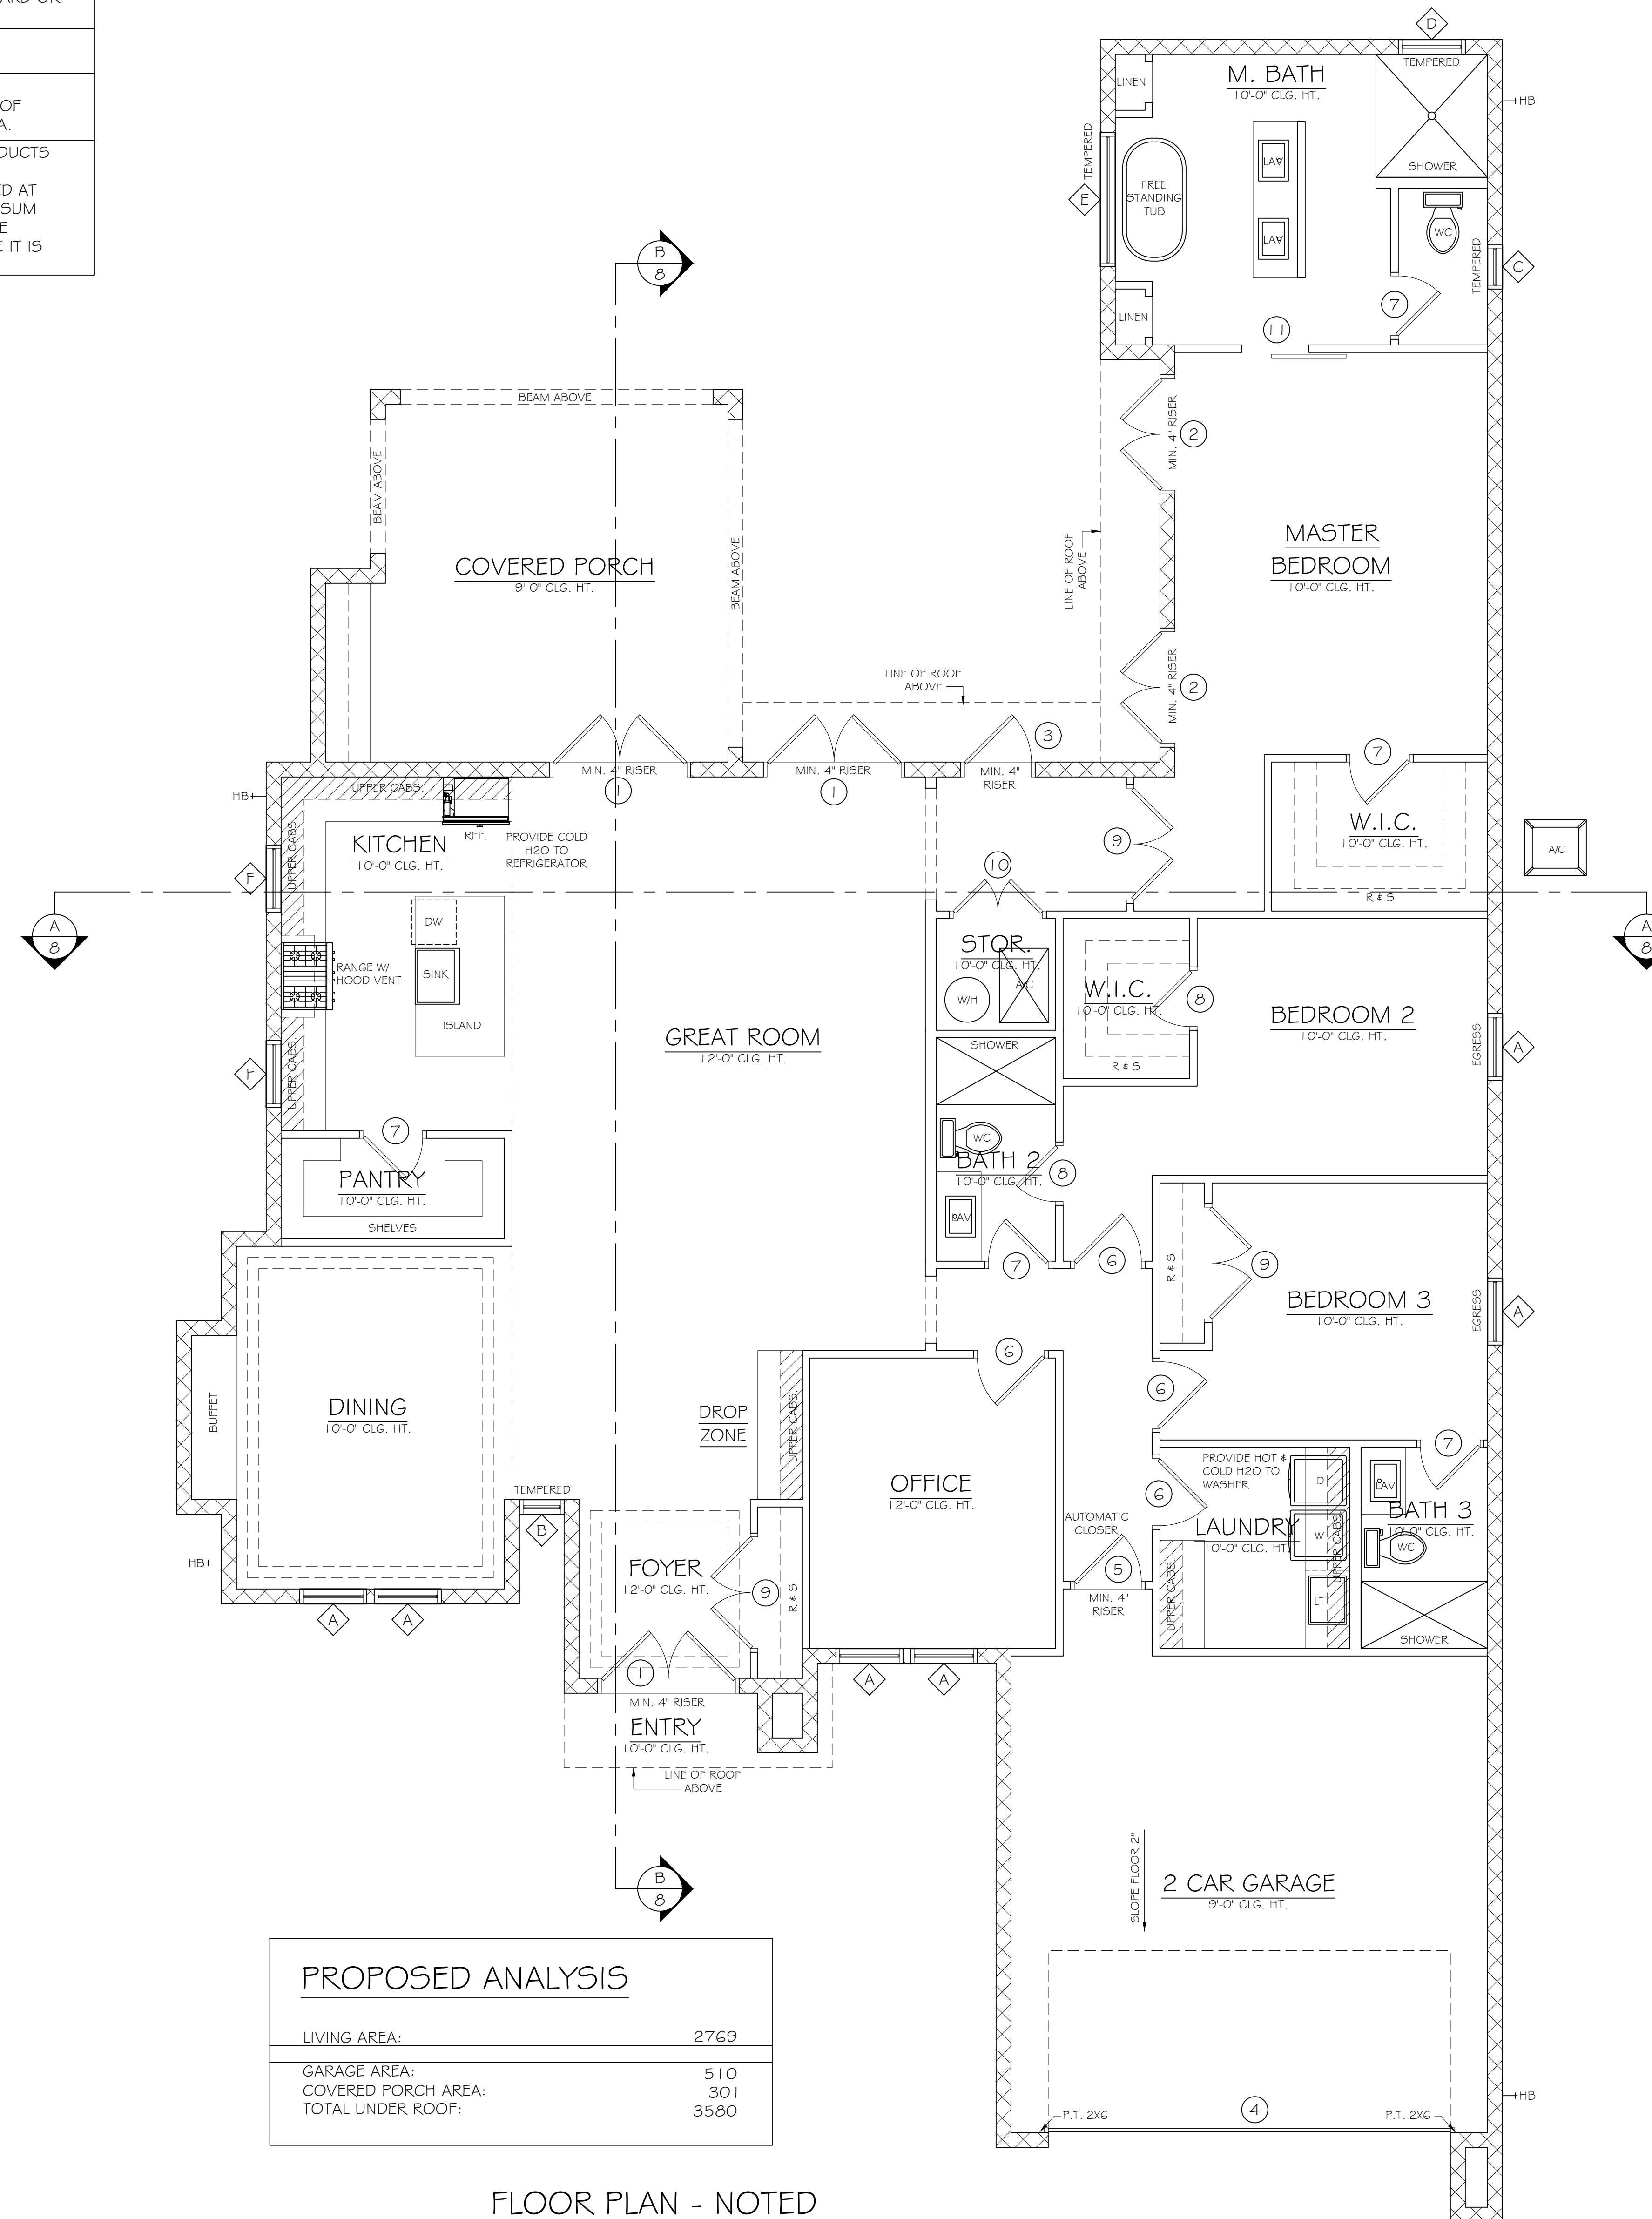 ARD OR
OF
A.
DUCTS
ED AT
SUM
E
E IT IS
D
TEMPERED
M. BATH
10'-0" CLG. HT.
LINEN
HB
TEMPERED
E
FREE
STANDING
TUB
LAV
LAV
SHOWER
WC
TEMPERED
C
7
LINEN
11
B
8
BEAM ABOVE
BEAM ABOVE
BEAM ABOVE
COVERED PORCH
9'-0" CLG. HT.
MIN. 4" RISER
2
LINE OF ROOF
ABOVE
MASTER
BEDROOM
10'-0" CLG. HT.
MIN. 4" RISER
2
LINE OF ROOF
ABOVE
3
MIN. 4" RISER
1
MIN. 4" RISER
1
MIN. 4"
RISER
7
W.I.C.
10'-0" CLG. HT.
R & S
A/C
HB
UPPER CABS.
UPPER CABS.
KITCHEN
10'-0" CLG. HT.
REF.
PROVIDE COLD
H2O TO
REFRIGERATOR
9
10
F
A
8
A
8
DW
SINK
ISLAND
RANGE W/
HOOD VENT
F
UPPER CABS.
GREAT ROOM
12'-0" CLG. HT.
STOR.
10'-0" CLG. HT.
W/H
A/C
W.I.C.
10'-0" CLG. HT.
R & S
8
BEDROOM 2
10'-0" CLG. HT.
EGRESS
A
SHOWER
WC
BATH 2
10'-0" CLG. HT.
LAV
8
7
PANTRY
10'-0" CLG. HT.
SHELVES
7
6
R & S
9
BEDROOM 3
10'-0" CLG. HT.
EGRESS
A
6
6
BUFFET
DINING
10'-0" CLG. HT.
DROP
ZONE
UPPER CABS.
OFFICE
12'-0" CLG. HT.
7
PROVIDE HOT &
COLD H2O TO
WASHER
D
W
LT
6
LAUNDRY
10'-0" CLG. HT.
UPPER CABS.
UPPER CABS.
LAV
BATH 3
10'-0" CLG. HT.
WC
SHOWER
AUTOMATIC
CLOSER
5
MIN. 4"
RISER
TEMPERED
B
HB
A
A
FOYER
12'-0" CLG. HT.
9
R & S
1
MIN. 4" RISER
ENTRY
10'-0" CLG. HT.
LINE OF ROOF
ABOVE
A
A
B
8
SLOPE FLOOR 2"
2 CAR GARAGE
9'-0" CLG. HT.
P.T. 2X6
4
P.T. 2X6
HB
PROPOSED ANALYSIS
LIVING AREA: 2769
GARAGE AREA: 510
COVERED PORCH AREA: 301
TOTAL UNDER ROOF: 3580
FLOOR PLAN - NOTED